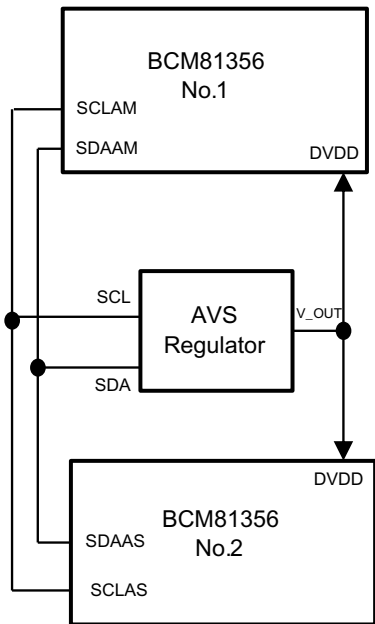 BCM81356
No.1
SCLAM
SDAAM
DVDD
SCL
AVS
Regulator
V_OUT
SDA
DVDD
BCM81356
No.2
SDAAS
SCLAS